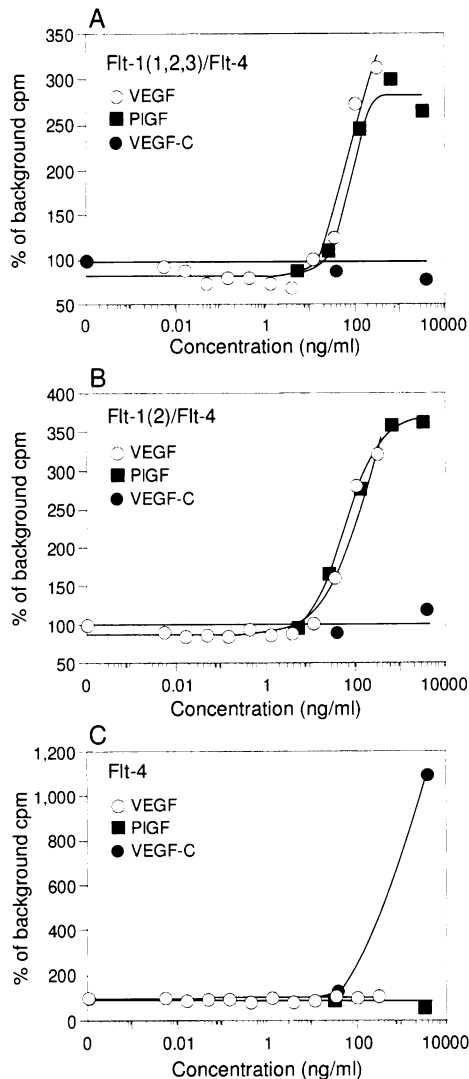 A
Flt-1(1,2,3)/Flt-4
VEGF
PlGF
VEGF-C
% of background cpm
350
300
250
200
150
100
50
0
0.01
1
100
10000
Concentration (ng/ml)
B
Flt-1(2)/Flt-4
VEGF
PlGF
VEGF-C
% of background cpm
400
350
300
250
200
150
100
50
0
0.01
1
100
10000
Concentration (ng/ml)
C
Flt-4
VEGF
PlGF
VEGF-C
% of background cpm
1,200
1,000
800
600
400
200
0
0
0.01
1
100
10000
Concentration (ng/ml)